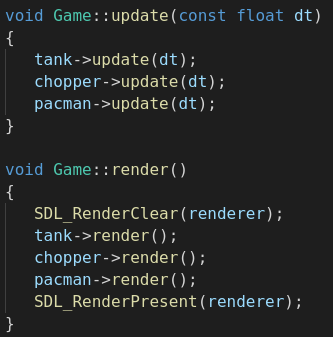 void Game::update(const float dt)
{
    tank->update(dt);
    chopper->update(dt);
    pacman->update(dt);
}

void Game::render()
{
    SDL_RenderClear(renderer);
    tank->render();
    chopper->render();
    pacman->render();
    SDL_RenderPresent(renderer);
}